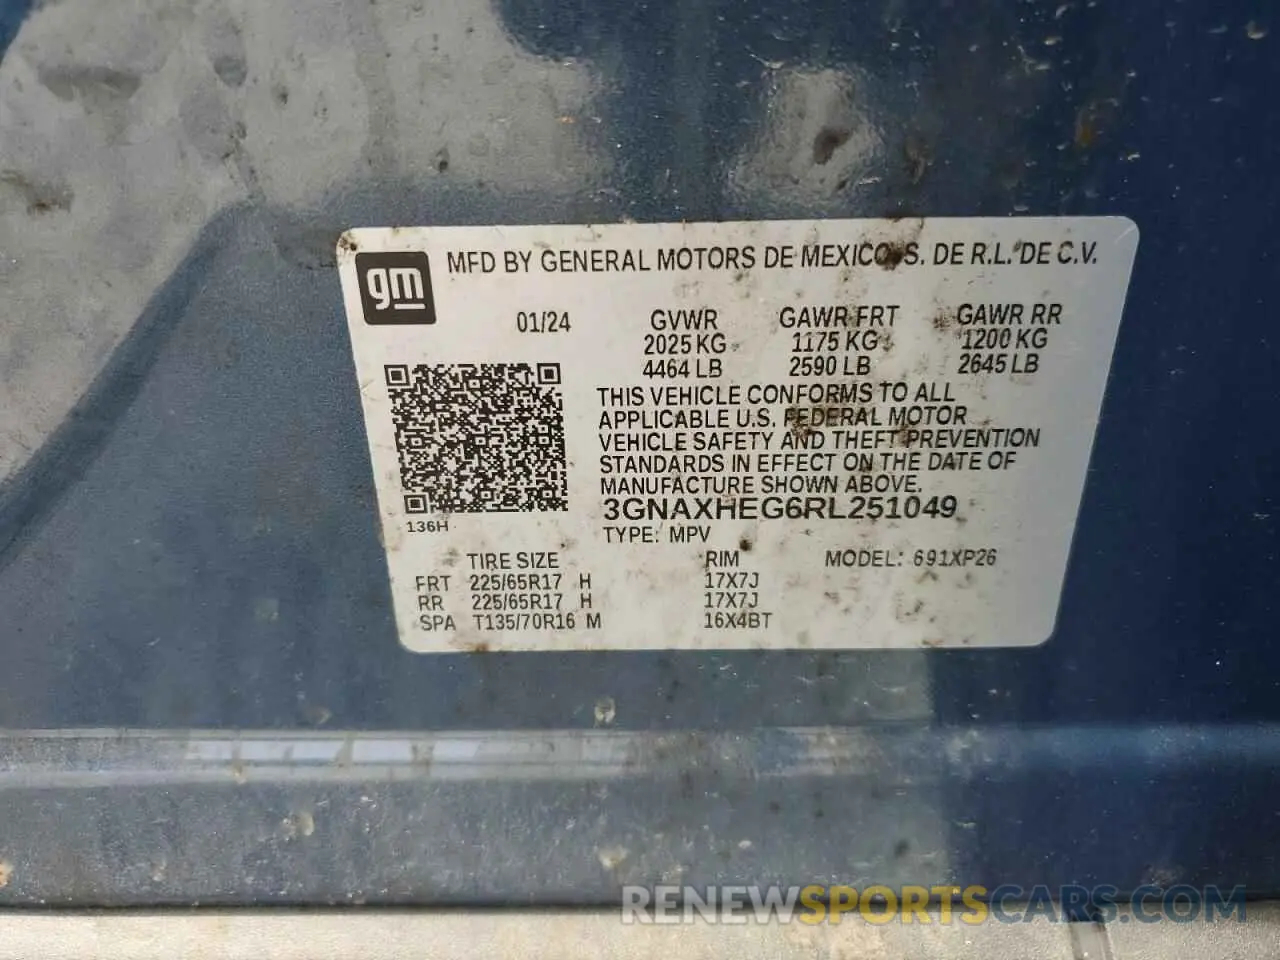 MFD BY GENERAL MOTORS DE MEXICO S. DE R.L. DE C.V.
gm
01/24 GVWR GAWR FRT GAWR RR
2025 KG 1175 KG 1200 KG
4464 LB 2590 LB 2645 LB
THIS VEHICLE CONFORMS TO ALL
APPLICABLE U.S. FEDERAL MOTOR
VEHICLE SAFETY AND THEFT PREVENTION
STANDARDS IN EFFECT ON THE DATE OF
MANUFACTURE SHOWN ABOVE.
3GNAXHEG6RL251049
136H
TYPE: MPV
TIRE SIZE RIM MODEL: 691XP26
FRT 225/65R17 H 17X7J
RR 225/65R17 H 17X7J
SPA T135/70R16 M 16X4BT
RENEWSPORTSCARS.COM